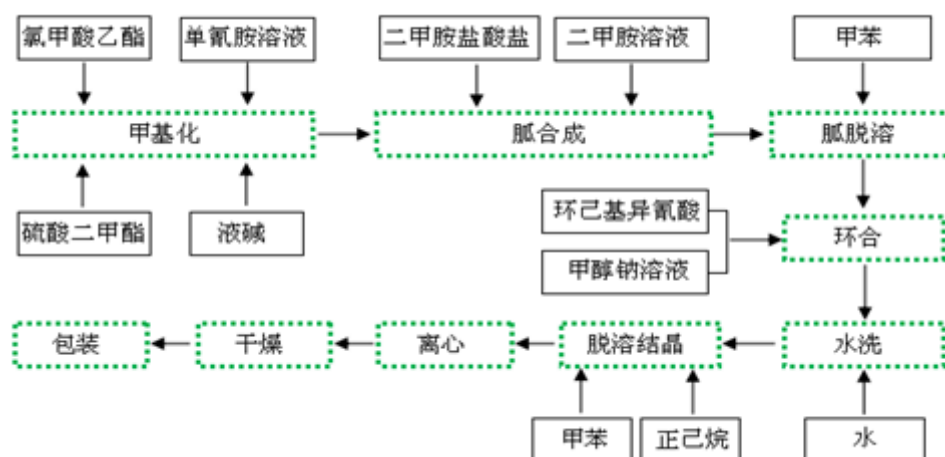 氯甲酸乙酯
单氰胺溶液
二甲胺盐酸盐
二甲胺溶液
甲苯
甲基化
胍合成
胍脱溶
硫酸二甲酯
液碱
环己基异氰酸
甲醇钠溶液
环合
包装
干燥
离心
脱溶结晶
水洗
甲苯
正己烷
水